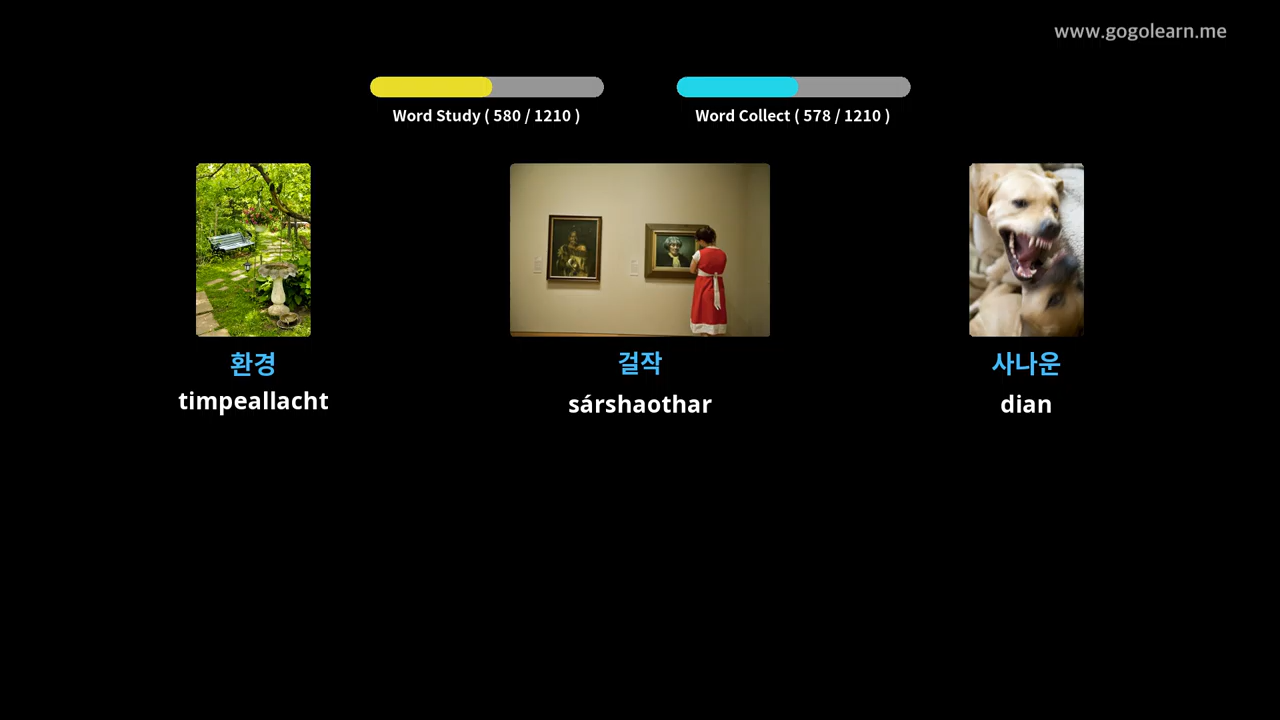 www.gogolearn.me
Word Study ( 580 / 1210 )
Word Collect ( 578 / 1210 )
환경
timpeallacht
걸작
sárshaothar
사나운
dian